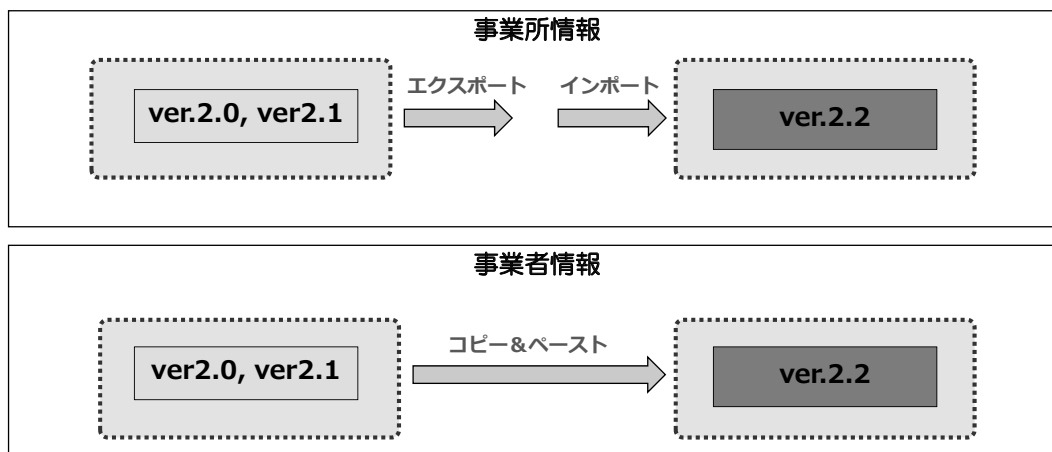 事業所情報
エクスポート インポート
ver.2.0, ver2.1
ver.2.2
事業者情報
コピー＆ペースト
ver2.0, ver2.1
ver.2.2